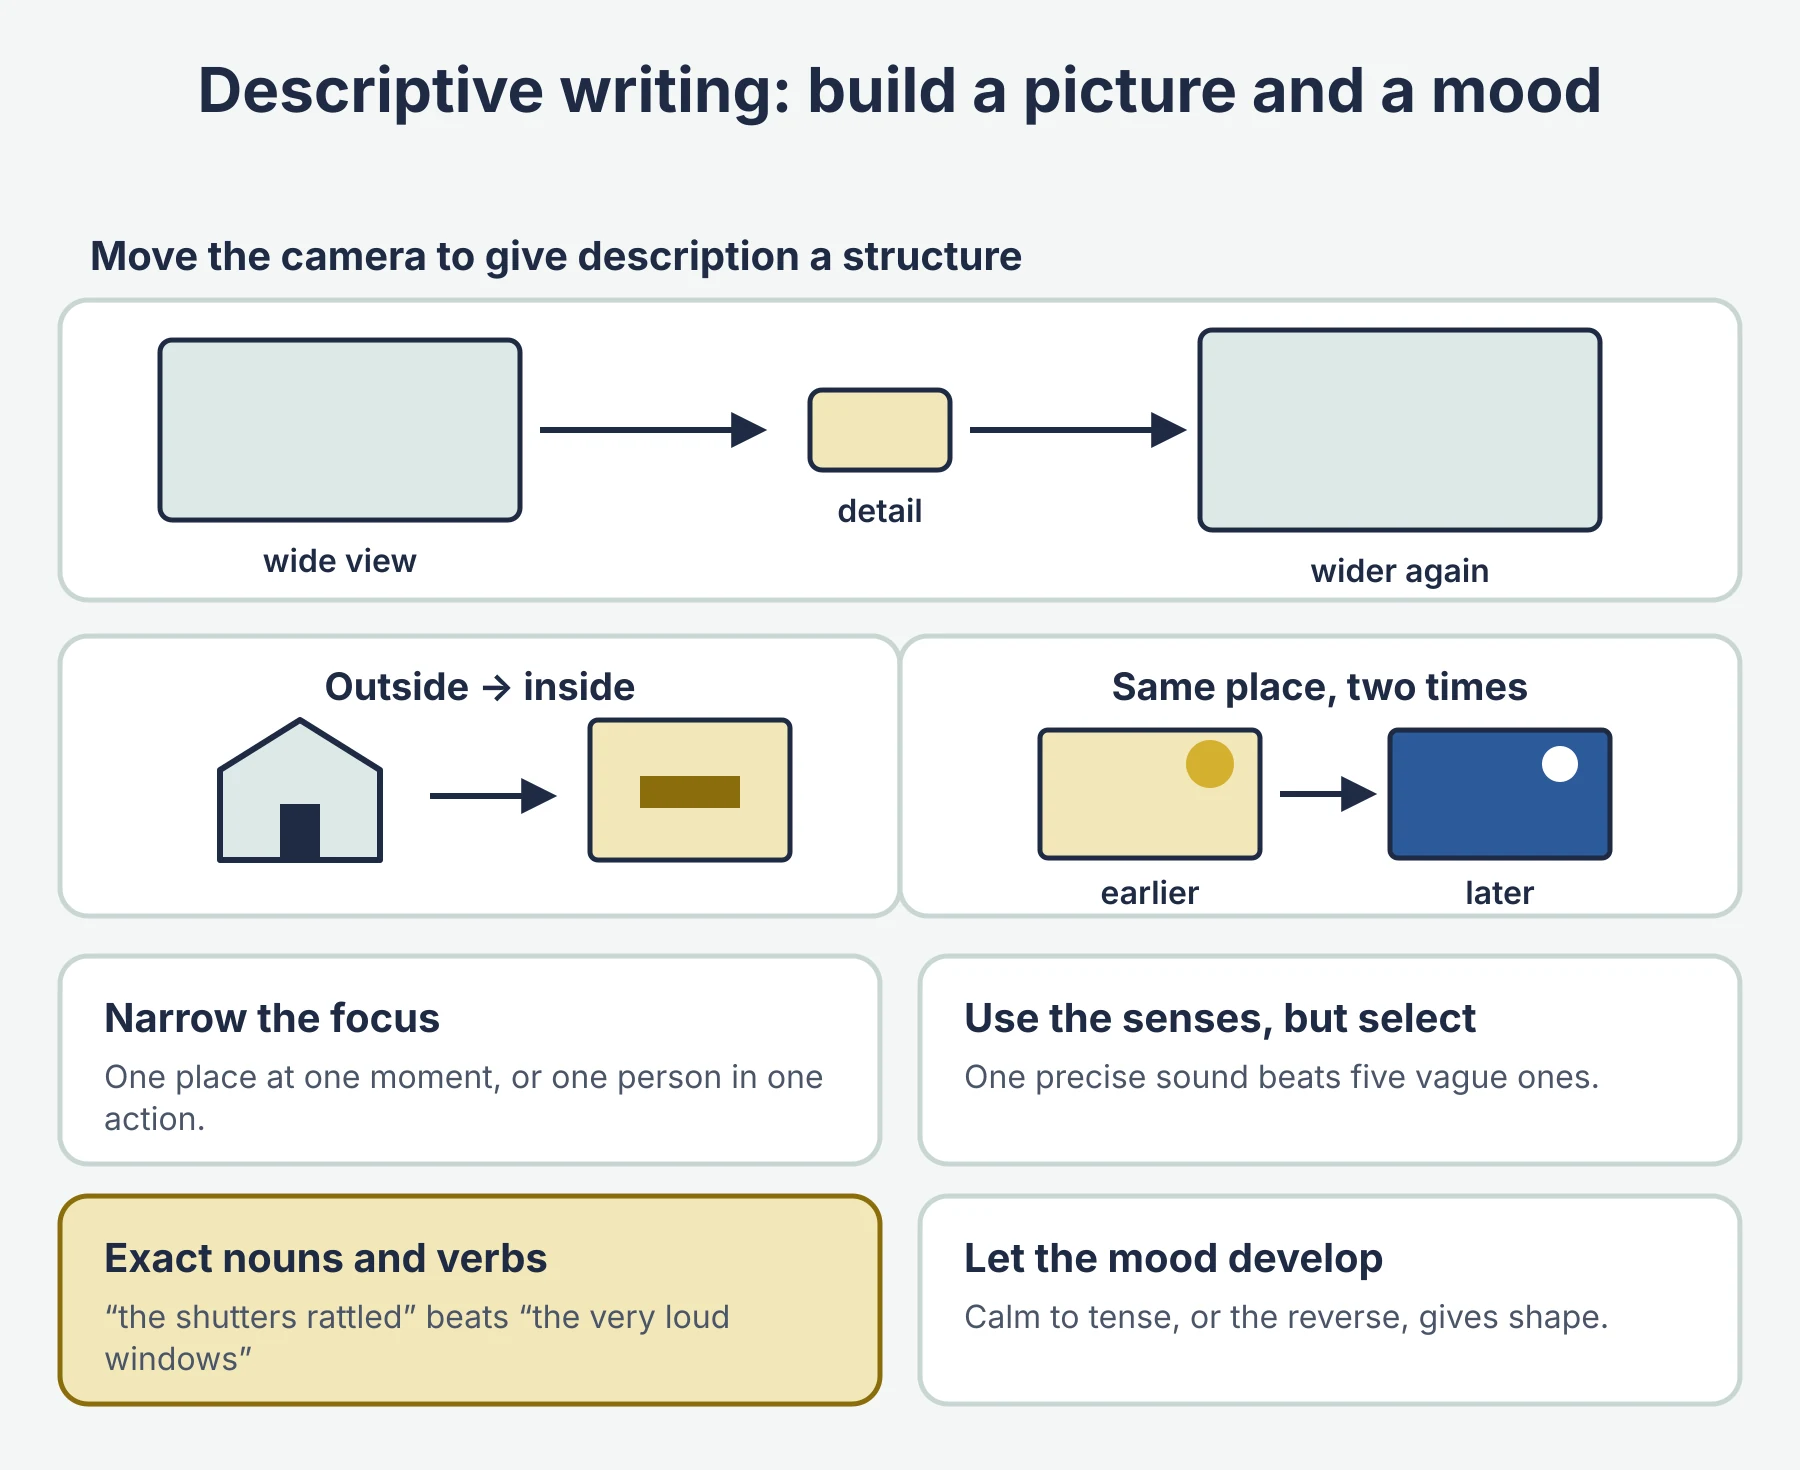 Descriptive writing: build a picture and a mood
Move the camera to give description a structure
wide view
detail
wider again
Outside → inside
Same place, two times
earlier
later
Narrow the focus
One place at one moment, or one person in one
action.
Use the senses, but select
One precise sound beats five vague ones.
Exact nouns and verbs
“the shutters rattled” beats “the very loud
windows”
Let the mood develop
Calm to tense, or the reverse, gives shape.